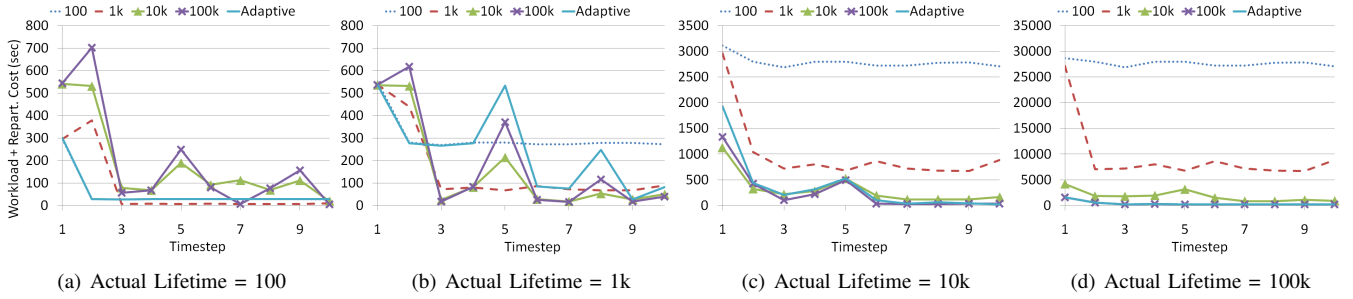 100 1k 10k 100k Adaptive
Workload + Repart. Cost (sec)
800
700
600
500
400
300
200
100
0
1 3 5 7 9
Timestep
(a) Actual Lifetime = 100
100 1k 10k 100k Adaptive
800
700
600
500
400
300
200
100
0
1 3 5 7 9
Timestep
(b) Actual Lifetime = 1k
100 1k 10k 100k Adaptive
3500
3000
2500
2000
1500
1000
500
0
1 3 5 7 9
Timestep
(c) Actual Lifetime = 10k
100 1k 10k 100k Adaptive
35000
30000
25000
20000
15000
10000
5000
0
1 3 5 7 9
Timestep
(d) Actual Lifetime = 100k